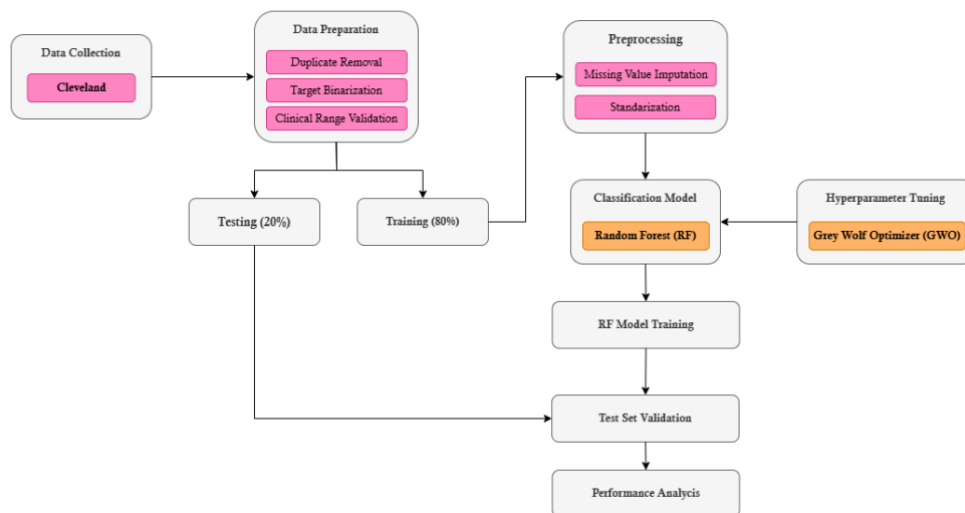 Data Collection
Cleveland
Data Preparation
Duplicate Removal
Target Binarization
Clinical Range Validation
Testing (20%)
Training (80%)
Preprocessing
Missing Value Imputation
Standarization
Classification Model
Random Forest (RF)
Hyperparameter Tuning
Grey Wolf Optimizer (GWO)
RF Model Training
Test Set Validation
Performance Analysis